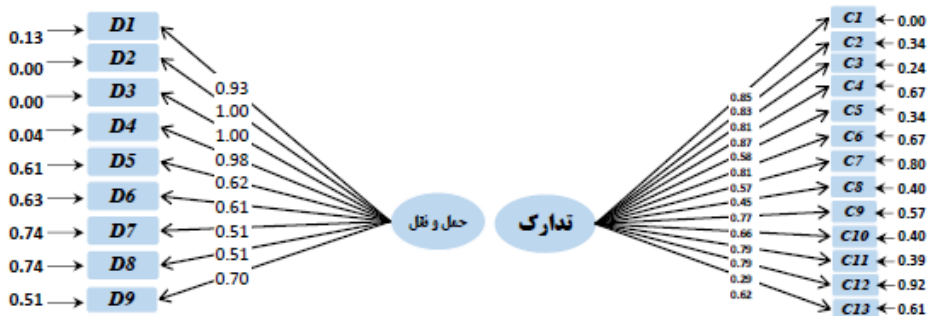 0.13 D1
0.00 D2
0.00 D3
0.04 D4
0.61 D5
0.63 D6
0.74 D7
0.74 D8
0.51 D9
0.93
1.00
1.00
0.98
0.62
0.61
0.51
0.51
0.70
حمل و نقل
تدارک
0.85
0.83
0.81
0.87
0.58
0.81
0.57
0.45
0.77
0.66
0.79
0.79
0.29
0.62
C1 0.00
C2 0.34
C3 0.24
C4 0.67
C5 0.34
C6 0.67
C7 0.80
C8 0.40
C9 0.57
C10 0.40
C11 0.39
C12 0.92
C13 0.61